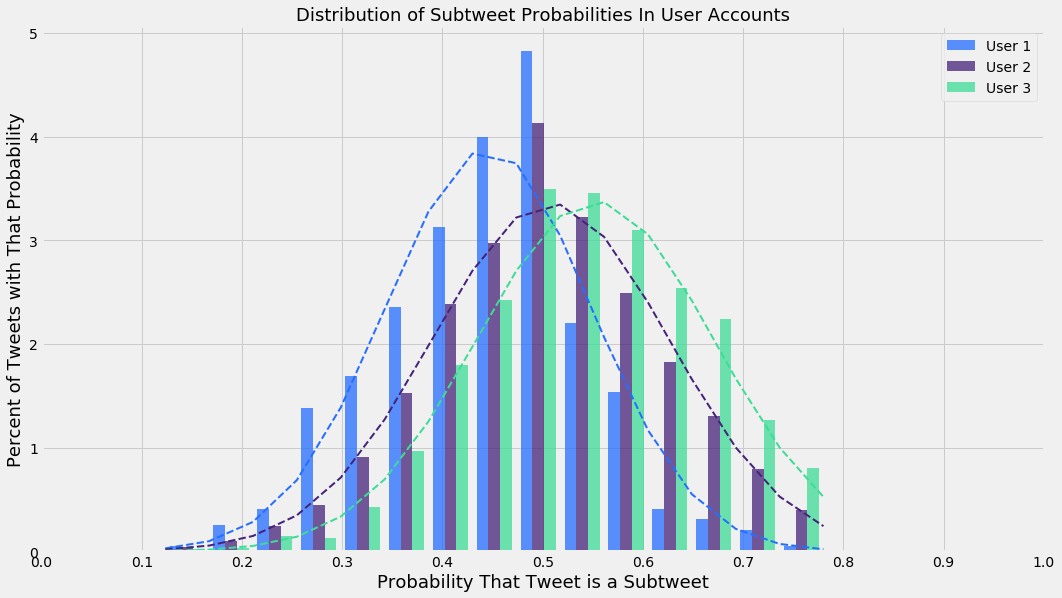 Distribution of Subtweet Probabilities In User Accounts
Percent of Tweets with That Probability
5
4
3
2
1
0
User 1
User 2
User 3
0.0 0.1 0.2 0.3 0.4 0.5 0.6 0.7 0.8 0.9 1.0
Probability That Tweet is a Subtweet